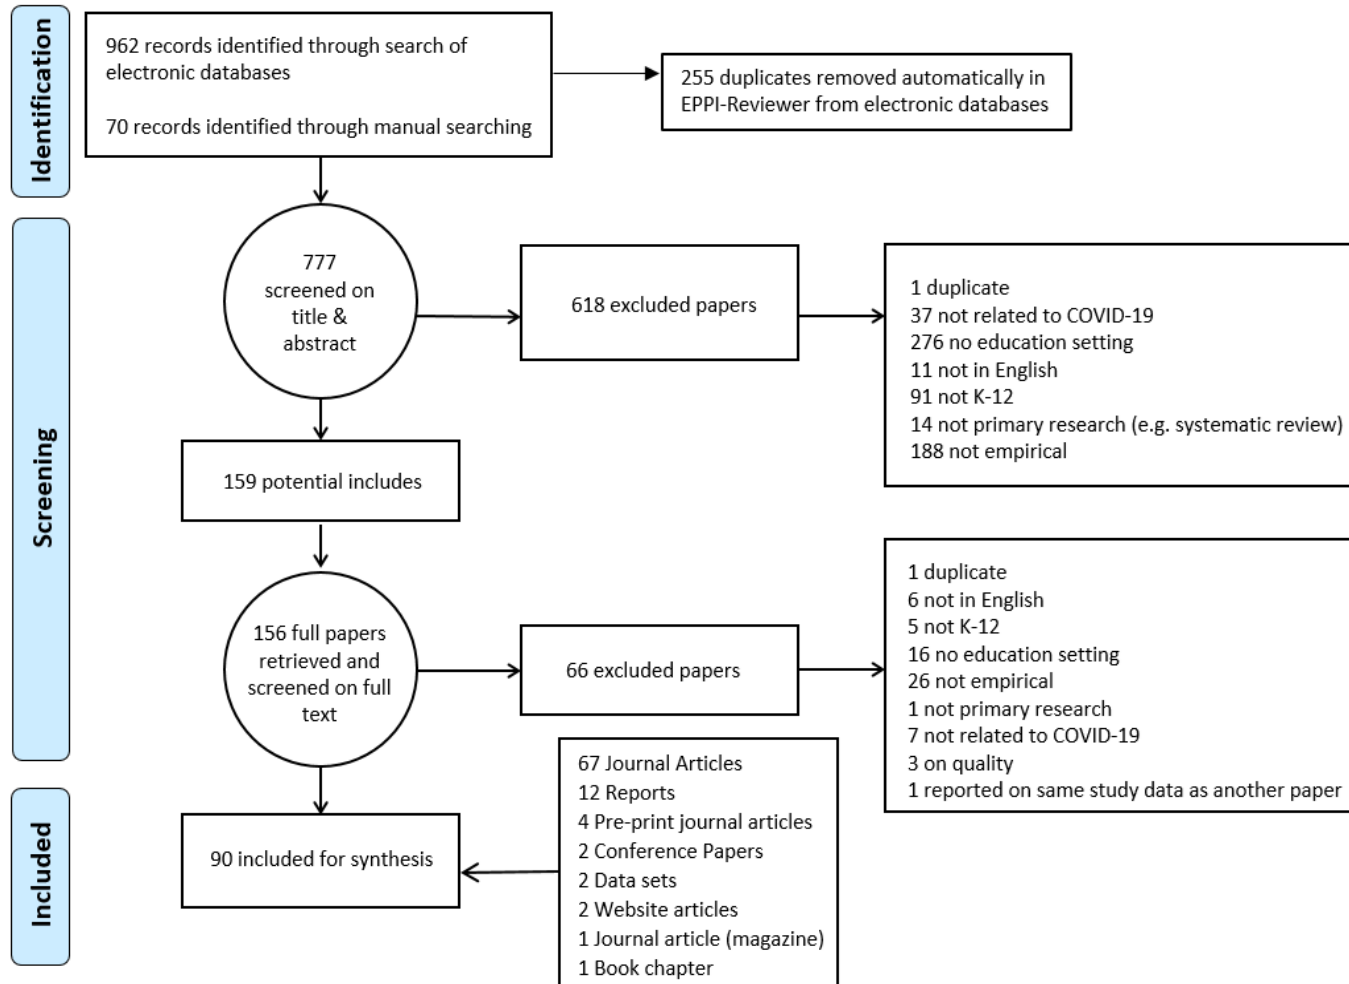 Identification
962 records identified through search of
electronic databases
70 records identified through manual searching
255 duplicates removed automatically in
EPPI-Reviewer from electronic databases
Screening
777
screened on
title &
abstract
618 excluded papers
1 duplicate
37 not related to COVID-19
276 no education setting
11 not in English
91 not K-12
14 not primary research (e.g. systematic review)
188 not empirical
159 potential includes
156 full papers
retrieved and
screened on full
text
66 excluded papers
1 duplicate
6 not in English
5 not K-12
16 no education setting
26 not empirical
1 not primary research
7 not related to COVID-19
3 on quality
1 reported on same study data as another paper
Included
90 included for synthesis
67 Journal Articles
12 Reports
4 Pre-print journal articles
2 Conference Papers
2 Data sets
2 Website articles
1 Journal article (magazine)
1 Book chapter